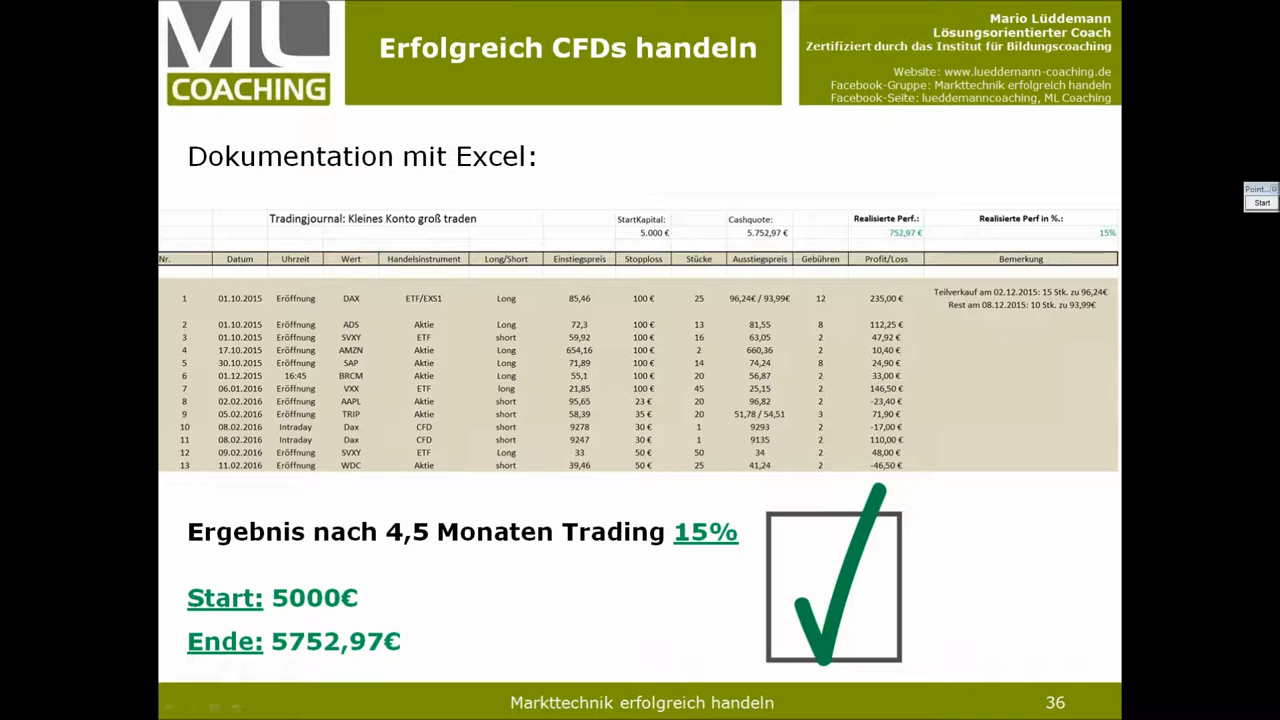 ML
COACHING
Erfolgreich CFDs handeln
Mario Lüddemann
Lösungsorientierter Coach
Zertifiziert durch das Institut für Bildungscoaching
Website: www.lueddemann-coaching.de
Facebook-Gruppe: Markttechnik erfolgreich handeln
Facebook-Seite: lueddemanncoaching, ML Coaching
Dokumentation mit Excel:
Point...
Start
Tradingjournal: Kleines Konto groß traden StartKapital: Cashquote: Realisierte Perf.: Realisierte Perf in %.:
5.000 € 5.752,97 € 752,97 € 15%
Nr. Datum Uhrzeit Wert Handelsinstrument Long/Short Einstiegspreis Stopploss Stücke Ausstiegspreis Gebühren Profit/Loss Bemerkung
1 01.10.2015 Eröffnung DAX ETF/EXS1 Long 85,46 100 € 25 96,24€ / 93,99€ 12 235,00 € Teilverkauf am 02.12.2015: 15 Stk. zu 96,24€
Rest am 08.12.2015: 10 Stk. zu 93,99€
2 01.10.2015 Eröffnung ADS Aktie Long 72,3 100 € 13 81,55 8 112,25 €
3 01.10.2015 Eröffnung SVXY ETF short 59,92 100 € 16 63,05 2 47,92 €
4 17.10.2015 Eröffnung AMZN Aktie Long 654,16 100 € 2 660,36 2 10,40 €
5 30.10.2015 Eröffnung SAP Aktie Long 71,89 100 € 14 74,24 8 24,90 €
6 01.12.2015 16:45 BRCM Aktie Long 55,1 100 € 20 56,87 2 33,00 €
7 06.01.2016 Eröffnung VXX ETF long 21,85 100 € 45 25,15 2 146,50 €
8 02.02.2016 Eröffnung AAPL Aktie short 95,65 23 € 20 96,82 2 -23,40 €
9 05.02.2016 Eröffnung TRIP Aktie short 58,39 35 € 20 51,78 / 54,51 3 71,90 €
10 08.02.2016 Intraday Dax CFD short 9278 30 € 1 9293 2 -17,00 €
11 08.02.2016 Intraday Dax CFD short 9247 30 € 1 9135 2 110,00 €
12 09.02.2016 Eröffnung SVXY ETF Long 33 50 € 50 34 2 48,00 €
13 11.02.2016 Eröffnung WDC Aktie short 39,46 50 € 25 41,24 2 -46,50 €
Ergebnis nach 4,5 Monaten Trading 15%
Start: 5000€
Ende: 5752,97€
Markttechnik erfolgreich handeln 36